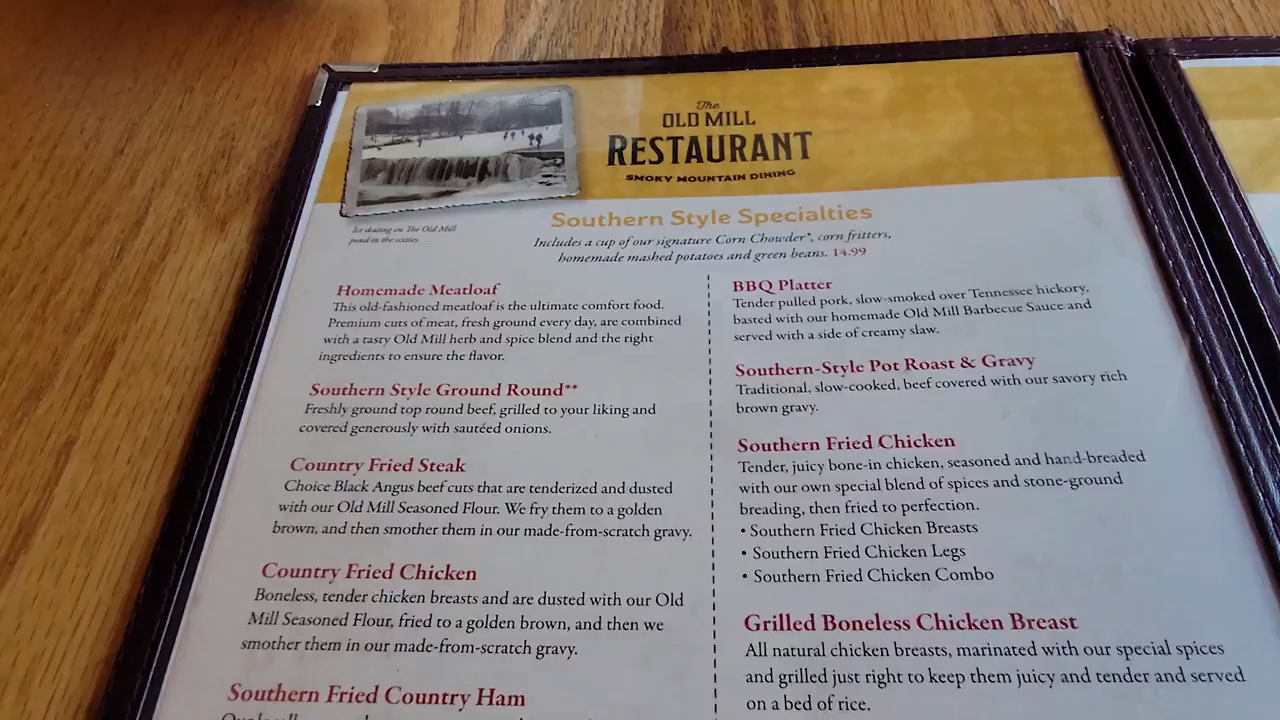 The
OLD MILL
RESTAURANT
SMOKY MOUNTAIN DINING
Ice skating on The Old Mill
pond in the sixties.
Southern Style Specialties
Includes a cup of our signature Corn Chowder*, corn fritters,
homemade mashed potatoes and green beans. 14.99
Homemade Meatloaf
This old-fashioned meatloaf is the ultimate comfort food.
Premium cuts of meat, fresh ground every day, are combined
with a tasty Old Mill herb and spice blend and the right
ingredients to ensure the flavor.
Southern Style Ground Round**
Freshly ground top round beef, grilled to your liking and
covered generously with sautéed onions.
Country Fried Steak
Choice Black Angus beef cuts that are tenderized and dusted
with our Old Mill Seasoned Flour. We fry them to a golden
brown, and then smother them in our made-from-scratch gravy.
Country Fried Chicken
Boneless, tender chicken breasts and are dusted with our Old
Mill Seasoned Flour, fried to a golden brown, and then we
smother them in our made-from-scratch gravy.
Southern Fried Country Ham
BBQ Platter
Tender pulled pork, slow-smoked over Tennessee hickory,
basted with our homemade Old Mill Barbecue Sauce and
served with a side of creamy slaw.
Southern-Style Pot Roast & Gravy
Traditional, slow-cooked, beef covered with our savory rich
brown gravy.
Southern Fried Chicken
Tender, juicy bone-in chicken, seasoned and hand-breaded
with our own special blend of spices and stone-ground
breading, then fried to perfection.
• Southern Fried Chicken Breasts
• Southern Fried Chicken Legs
• Southern Fried Chicken Combo
Grilled Boneless Chicken Breast
All natural chicken breasts, marinated with our special spices
and grilled just right to keep them juicy and tender and served
on a bed of rice.